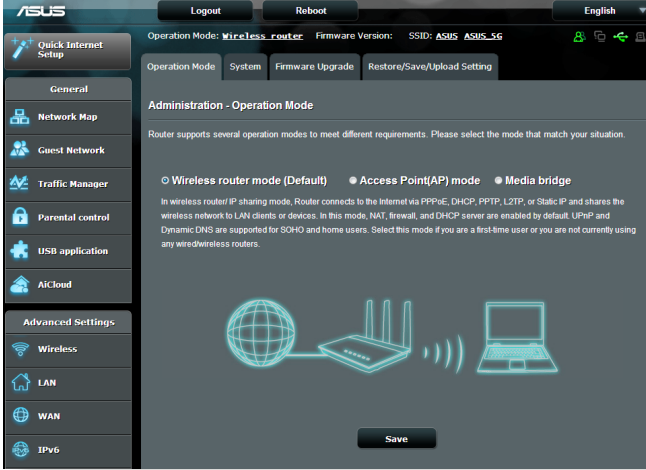 ASUS
Logout
Reboot
English
Quick Internet
Setup
Operation Mode: Wireless router Firmware Version: SSID: ASUS ASUS_5G
Operation Mode
System
Firmware Upgrade
Restore/Save/Upload Setting
General
Network Map
Guest Network
Traffic Manager
Parental control
USB application
AiCloud
Advanced Settings
Wireless
LAN
WAN
IPv6
Administration - Operation Mode
Router supports several operation modes to meet different requirements. Please select the mode that match your situation.
Wireless router mode (Default)
Access Point(AP) mode
Media bridge
In wireless router/ IP sharing mode, Router connects to the Internet via PPPoE, DHCP, PPTP, L2TP, or Static IP and shares the
wireless network to LAN clients or devices. In this mode, NAT, firewall, and DHCP server are enabled by default. UPnP and
Dynamic DNS are supported for SOHO and home users. Select this mode if you are a first-time user or you are not currently using
any wired/wireless routers.
Save